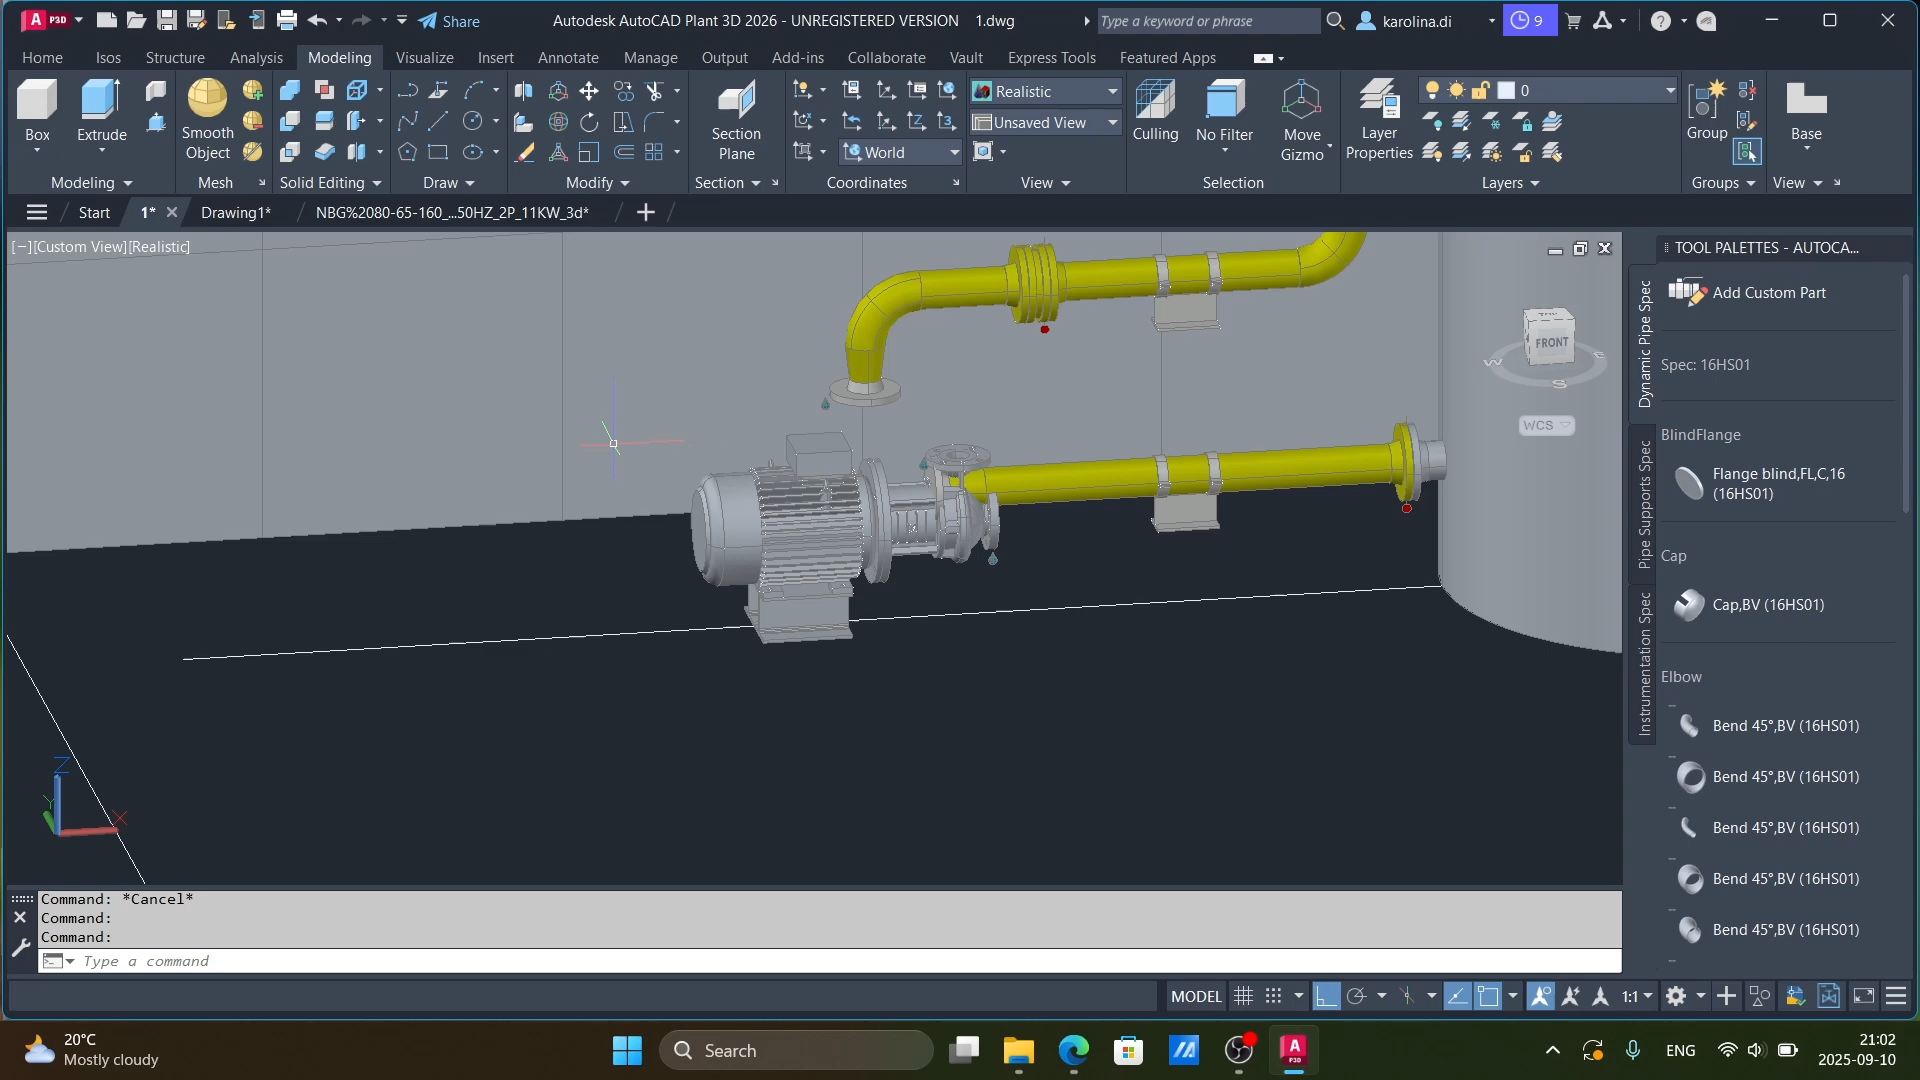 P3D
Share
Autodesk AutoCAD Plant 3D 2026 - UNREGISTERED VERSION 1.dwg
Type a keyword or phrase
karolina.di
9
Home Isos Structure Analysis Modeling Visualize Insert Annotate Manage Output Add-ins Collaborate Vault Express Tools Featured Apps
Box
Extrude
Smooth
Object
Section
Plane
World
Realistic
Unsaved View
Culling
No Filter
Move
Gizmo
Layer
Properties
0
Group
Base
Modeling Mesh Solid Editing Draw Modify Section Coordinates View Selection Layers Groups View
Start
1*
Drawing1*
NBG%2080-65-160_...50HZ_2P_11KW_3d*
[−][Custom View][Realistic]
TOP
FRONT
W
S
E
WCS
Z
Y
X
TOOL PALETTES - AUTOCA...
Dynamic Pipe Spec
Pipe Supports Spec
Instrumentation Spec
Add Custom Part
Spec: 16HS01
BlindFlange
Flange blind,FL,C,16
(16HS01)
Cap
Cap,BV (16HS01)
Elbow
Bend 45°,BV (16HS01)
Bend 45°,BV (16HS01)
Bend 45°,BV (16HS01)
Bend 45°,BV (16HS01)
Bend 45°,BV (16HS01)
Command: *Cancel*
Command:
Command:
Type a command
MODEL
1:1
20°C
Mostly cloudy
Search
P3D
ENG
21:02
2025-09-10